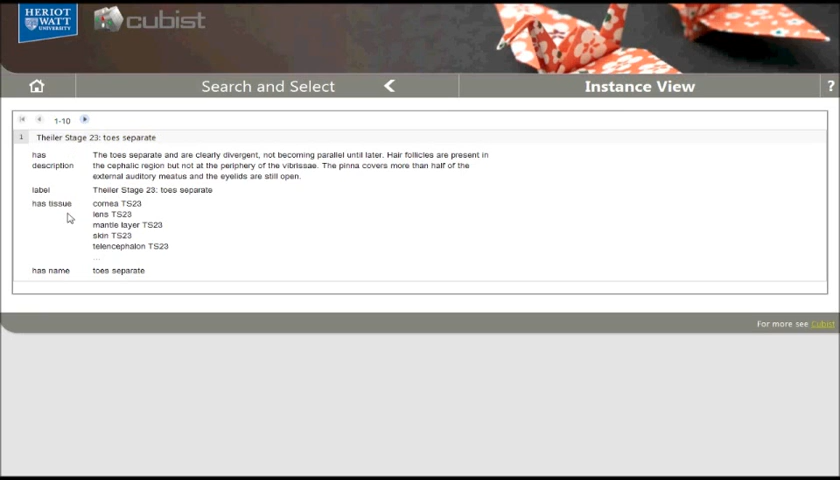 HERIOT
WATT
UNIVERSITY
cubist
Search and Select
Instance View
?
1-10
1 Theiler Stage 23: toes separate
has description
The toes separate and are clearly divergent, not becoming parallel until later. Hair follicles are present in
the cephalic region but not at the periphery of the vibrissae. The pinna covers more than half of the
external auditory meatus and the eyelids are still open.
label Theiler Stage 23: toes separate
has tissue cornea TS23
lens TS23
mantle layer TS23
skin TS23
telencephalon TS23
...
has name toes separate
For more see Cubist